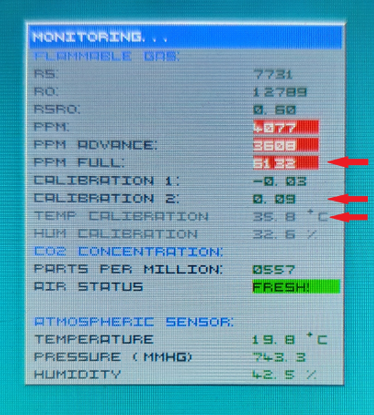 MONITORING...
FLAMMABLE GAS:
RS: 7731
RO: 12789
RSRO: 0.60
PPM: 4077
PPM ADVANCE: 3608
PPM FULL: 6132
CALIBRATION 1: -0.03
CALIBRATION 2: 0.09
TEMP CALIBRATION 35.8 °C
HUM CALIBRATION 32.6 %
CO2 CONCENTRATION:
PARTS PER MILLION: 0557
AIR STATUS FRESH!
ATMOSPHERIC SENSOR:
TEMPERATURE 19.8 °C
PRESSURE (MMHG) 743.3
HUMIDITY 42.5 %